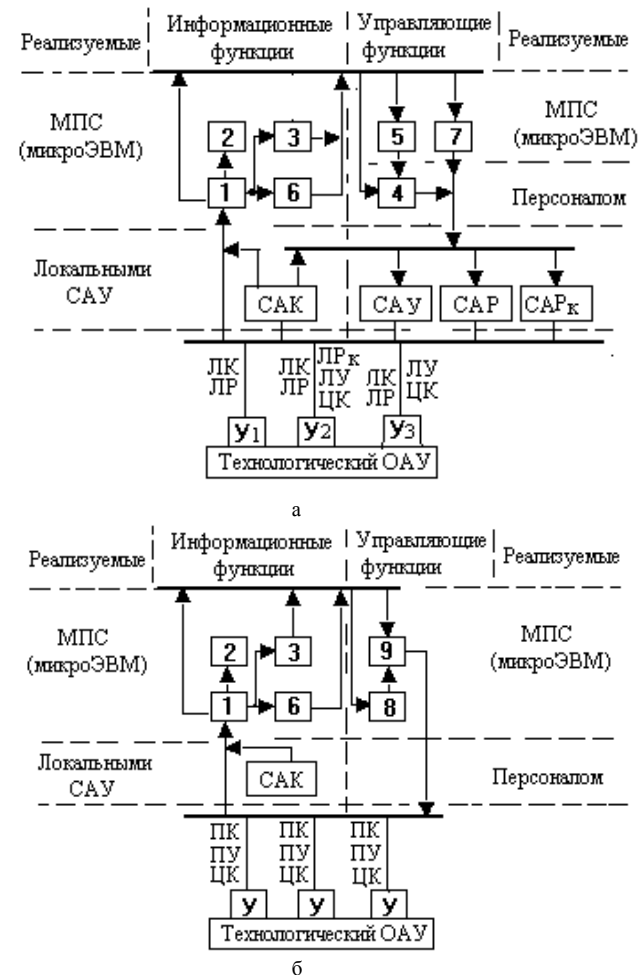 Реализуемые
Информационные
функции
Управляющие
функции
Реализуемые
МПС
(микроЭВМ)
2
3
5
7
МПС
(микроЭВМ)
1
6
4
Персоналом
Локальными
САУ
САК
САУ
САР
САРк
ЛК
ЛР
ЛК
ЛР
ЛРк
ЛУ
ЦК
ЛК
ЛР
ЛУ
ЦК
У1
У2
У3
Технологический ОАУ
а
Реализуемые
Информационные
функции
Управляющие
функции
Реализуемые
МПС
(микроЭВМ)
2
3
9
МПС
(микроЭВМ)
1
6
8
Локальными
САУ
САК
Персоналом
ПК
ПУ
ЦК
ПК
ПУ
ЦК
ПК
ПУ
ЦК
У
У
У
Технологический ОАУ
б